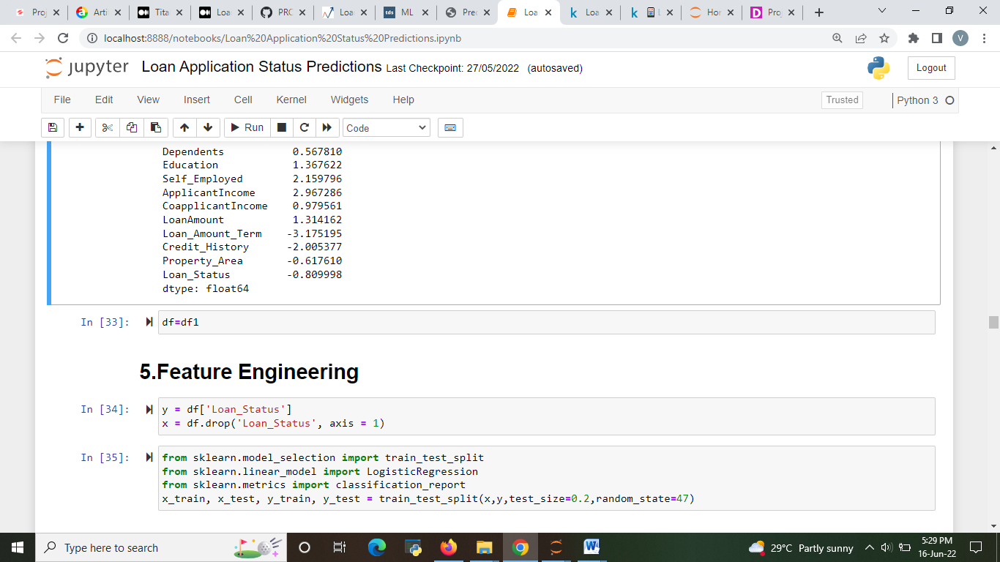 Proj
Arti
Tita
Loa
PRC
Loa
ML
Prec
Loa
Loa
L
Hor
Proj
localhost:8888/notebooks/Loan%20Application%20Status%20Predictions.ipynb
V
jupyter Loan Application Status Predictions Last Checkpoint: 27/05/2022 (autosaved)
Logout
File Edit View Insert Cell Kernel Widgets Help
Trusted
Python 3
Run
Code
Dependents 0.567810
Education 1.367622
Self_Employed 2.159796
ApplicantIncome 2.967286
CoapplicantIncome 0.979561
LoanAmount 1.314162
Loan_Amount_Term -3.175195
Credit_History -2.005377
Property_Area -0.617610
Loan_Status -0.809998
dtype: float64
In [33]: df=df1
5.Feature Engineering
In [34]: y = df['Loan_Status']
x = df.drop('Loan_Status', axis = 1)
In [35]: from sklearn.model_selection import train_test_split
from sklearn.linear_model import LogisticRegression
from sklearn.metrics import classification_report
x_train, x_test, y_train, y_test = train_test_split(x,y,test_size=0.2,random_state=47)
Type here to search
29°C Partly sunny
5:29 PM
16-Jun-22